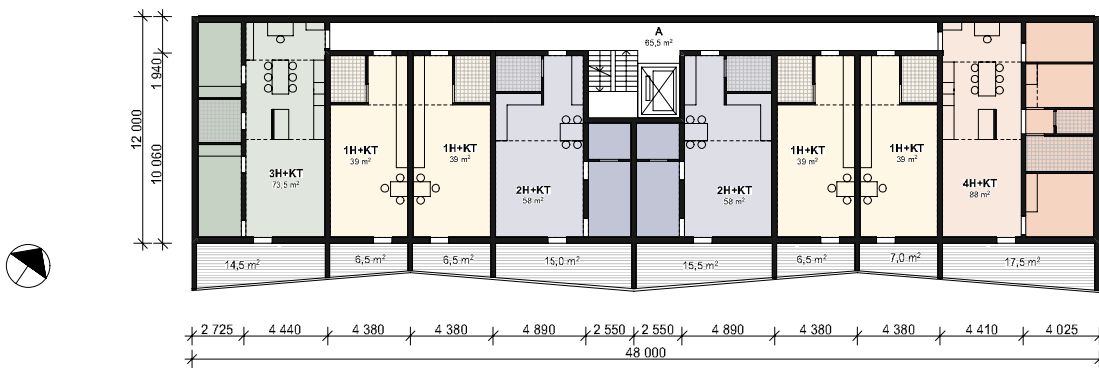 A
65,5 m²
12 000
1 940
10 060
3H+KT
73,5 m²
1H+KT
39 m²
1H+KT
39 m²
2H+KT
58 m²
2H+KT
58 m²
1H+KT
39 m²
1H+KT
39 m²
4H+KT
88 m²
14,5 m²
6,5 m²
6,5 m²
15,0 m²
15,5 m²
6,5 m²
7,0 m²
17,5 m²
2 725 4 440 4 380 4 380 4 890 2 550 2 550 4 890 4 380 4 380 4 410 4 025
48 000